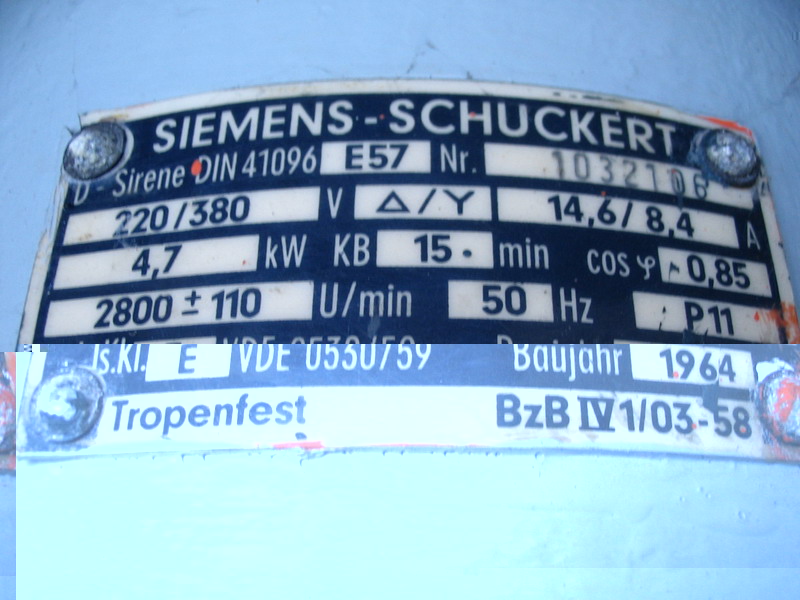 SIEMENS-SCHUCKERT
D - Sirene DIN 41096 E57 Nr. 1032106
220/380 V △/Y 14,6/8,4 A
4,7 kW KB 15. min cos φ 0,85
2800 ± 110 U/min 50 Hz P11
Is.Kl. E VDE 0530/59 Baujahr 1964
Tropenfest BzB IV 1/03-58